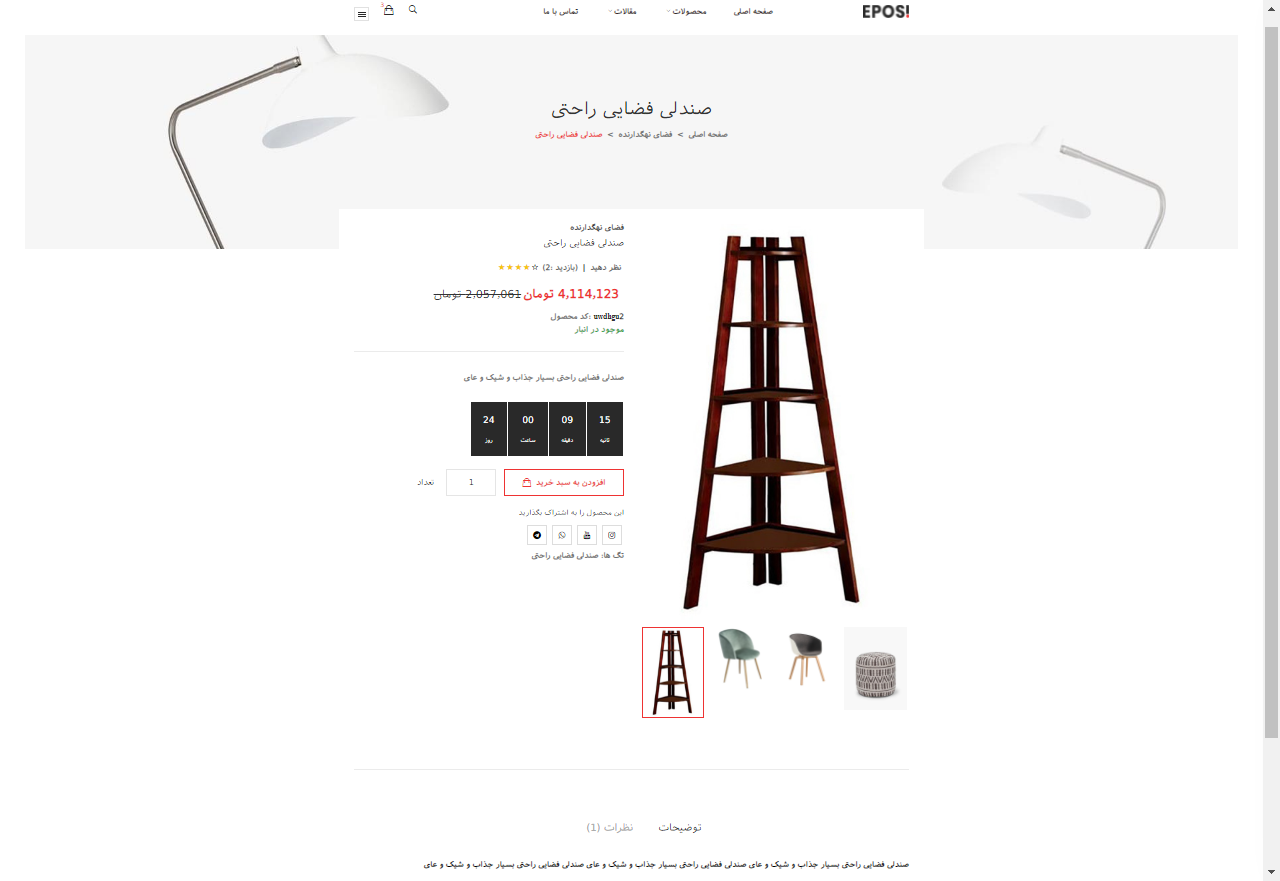 EPOS!
صفحه اصلی
محصولات
مقالات
تماس با ما
3
صندلی فضایی راحتی
صفحه اصلی > فضای نهگدارنده > صندلی فضایی راحتی
فضای نهگدارنده
صندلی فضایی راحتی
نظر دهید | (بازدید :2) ☆★★★★
4,114,123 تومان 2,057,061 تومان
کد محصول: uwdhgu2
موجود در انبار
صندلی فضایی راحتی بسیار جذاب و شیک و عای
15 09 00 24
ثانیه دقیقه ساعت روز
افزودن به سبد خرید 1 تعداد
این محصول را به اشتراک بگذارید
تگ ها: صندلی فضایی راحتی
توضیحات نظرات (1)
صندلی فضایی راحتی بسیار جذاب و شیک و عای صندلی فضایی راحتی بسیار جذاب و شیک و عای صندلی فضایی راحتی بسیار جذاب و شیک و عای